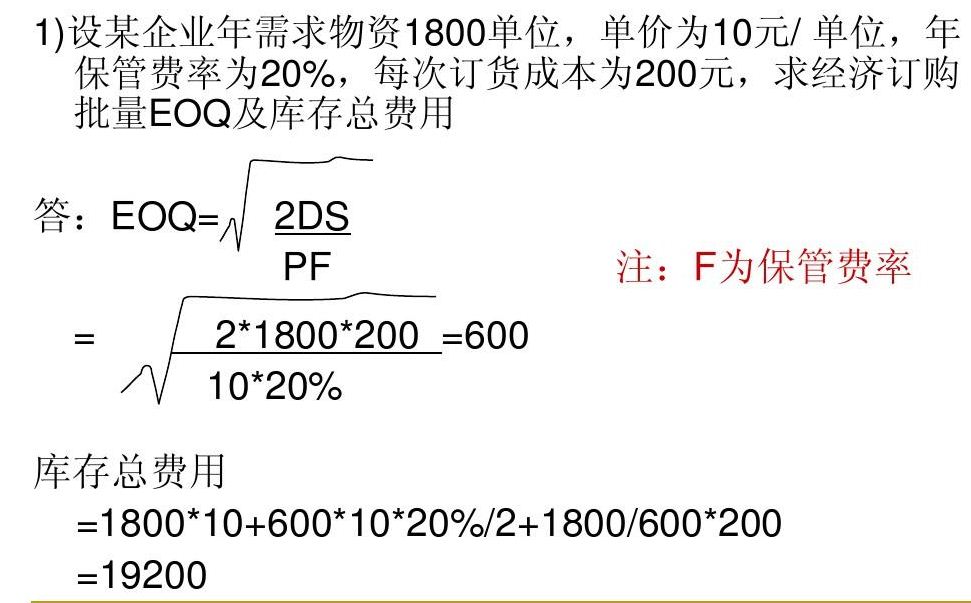 1)设某企业年需求物资1800单位，单价为10元/ 单位，年
保管费率为20%，每次订货成本为200元，求经济订购
批量EOQ及库存总费用
答：EOQ=√ 2DS
PF
注：F为保管费率
= √ 2*1800*200 =600
10*20%
库存总费用
=1800*10+600*10*20%/2+1800/600*200
=19200